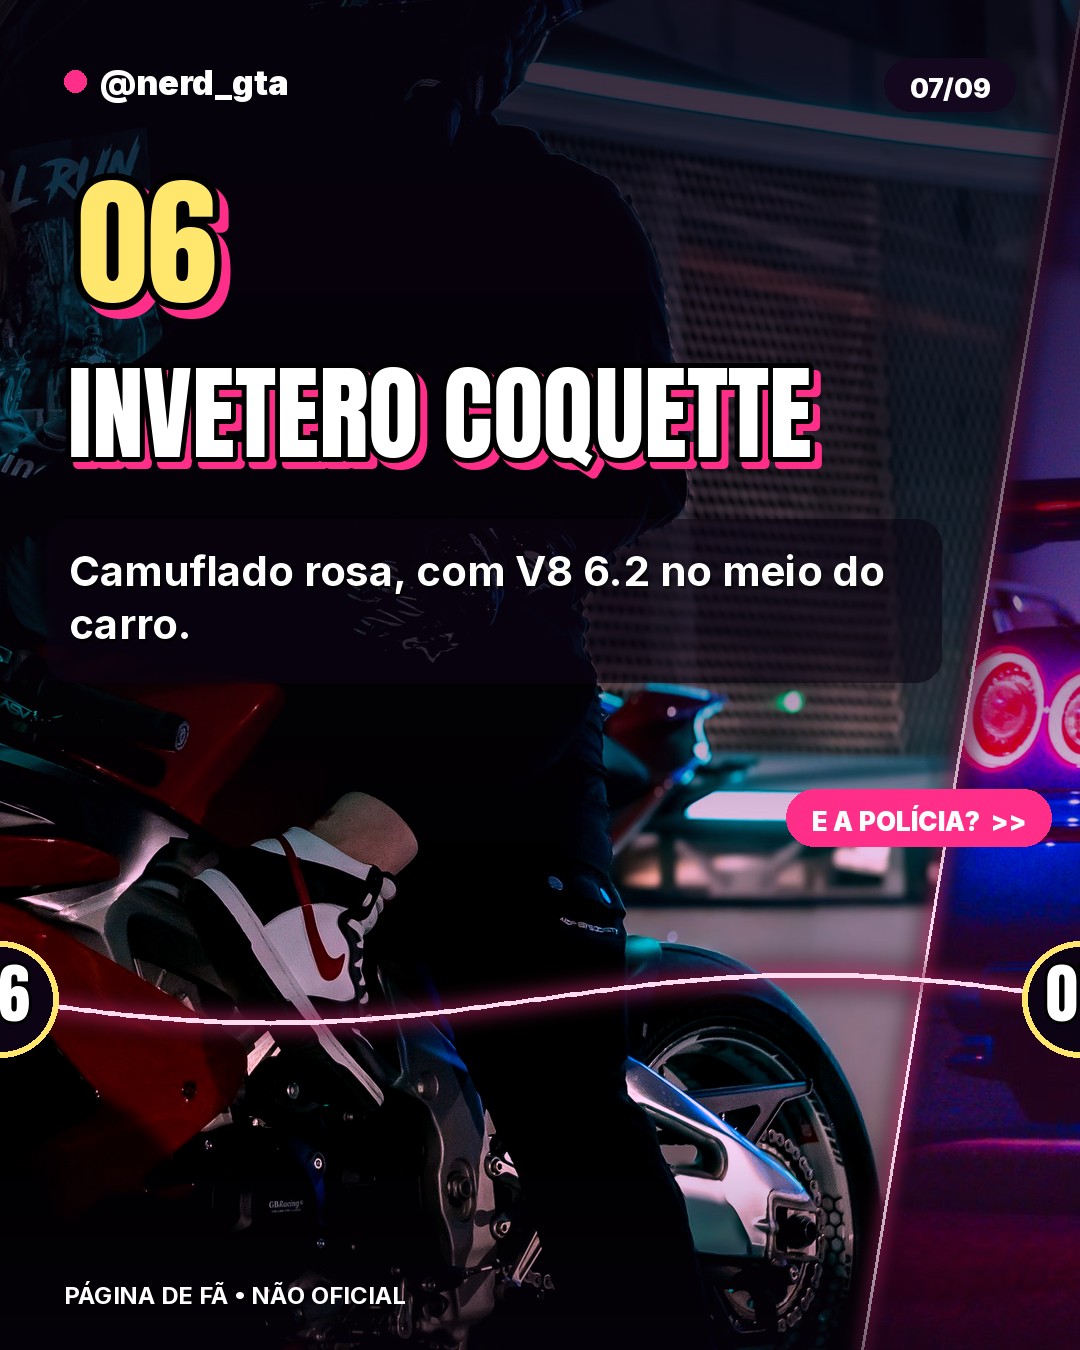 @nerd_gta
07/09
06
INVETERO COQUETTE
Camuflado rosa, com V8 6.2 no meio do
carro.
E A POLÍCIA? >>
6
0
GBRacing
PÁGINA DE FÃ • NÃO OFICIAL